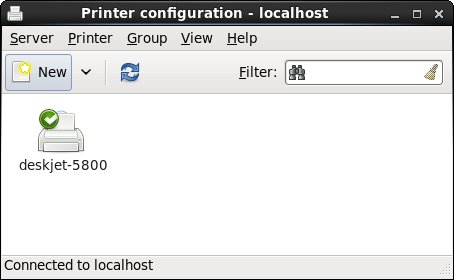 Printer configuration - localhost
Server Printer Group View Help
New Filter:
deskjet-5800
Connected to localhost